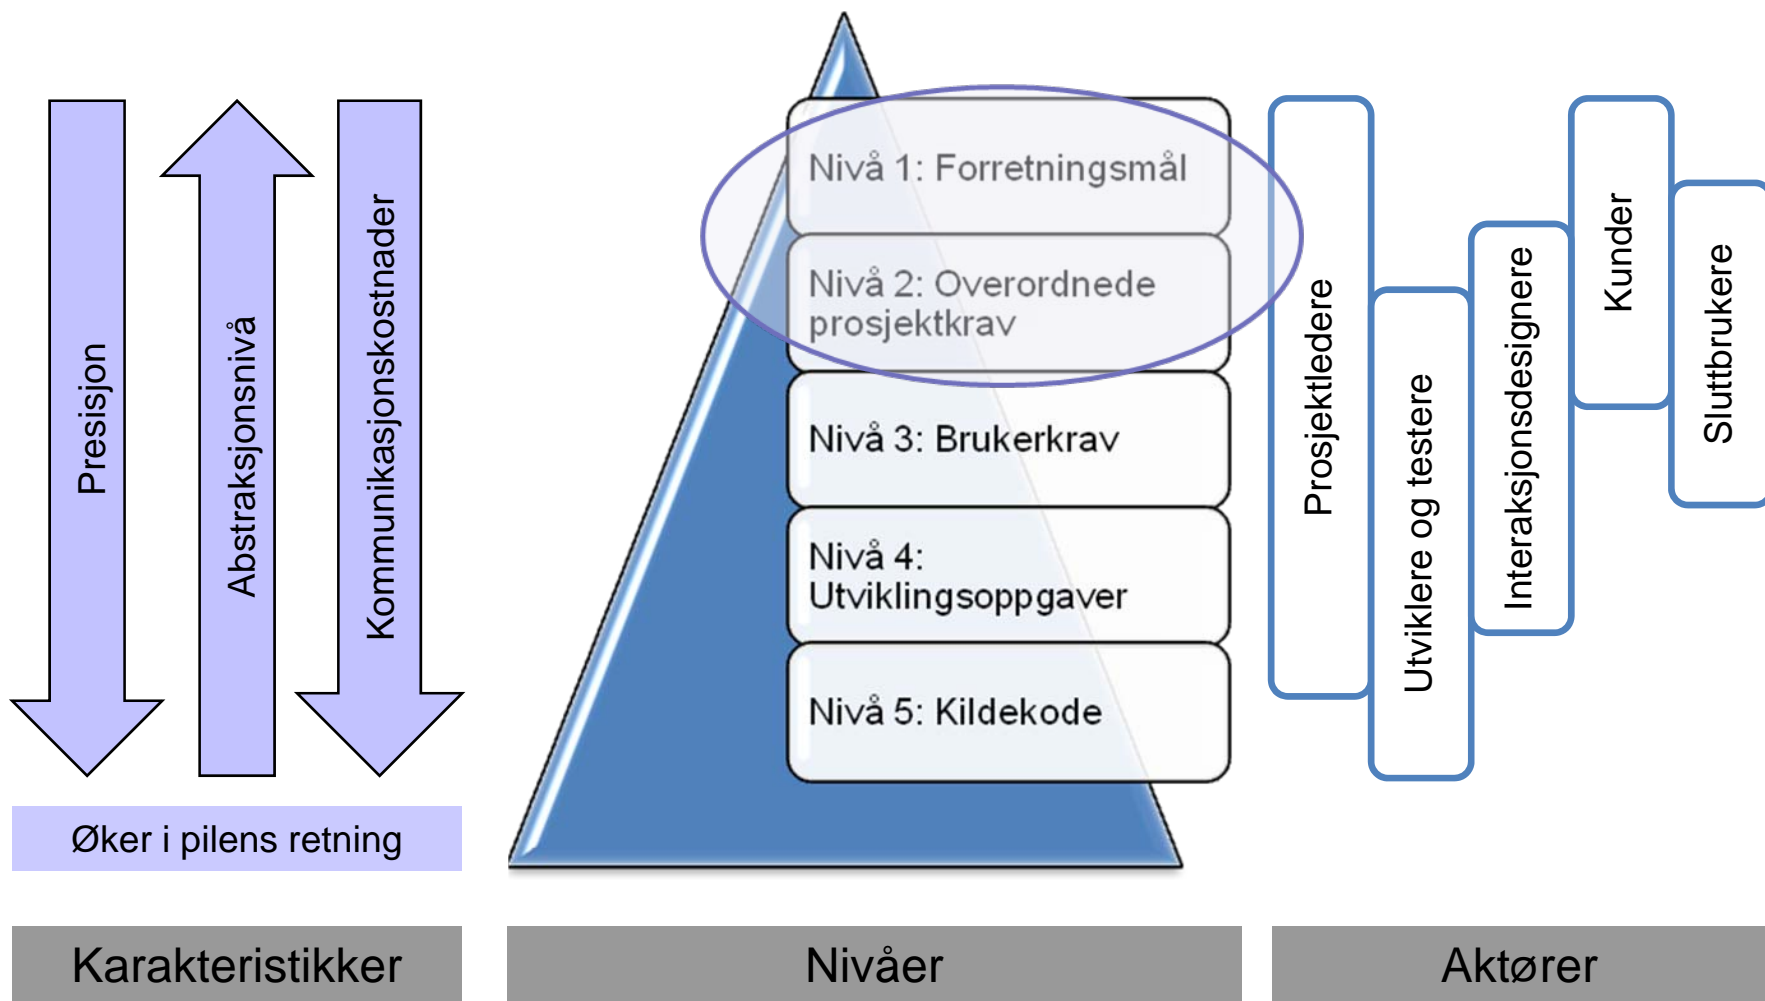 Presisjon
Abstraksjonsnivå
Kommunikasjonskostnader
Øker i pilens retning
Karakteristikker
Nivå 1: Forretningsmål
Nivå 2: Overordnede
prosjektkrav
Nivå 3: Brukerkrav
Nivå 4:
Utviklingsoppgaver
Nivå 5: Kildekode
Nivåer
Prosjektledere
Utviklere og testere
Interaksjonsdesignere
Kunder
Sluttbrukere
Aktører